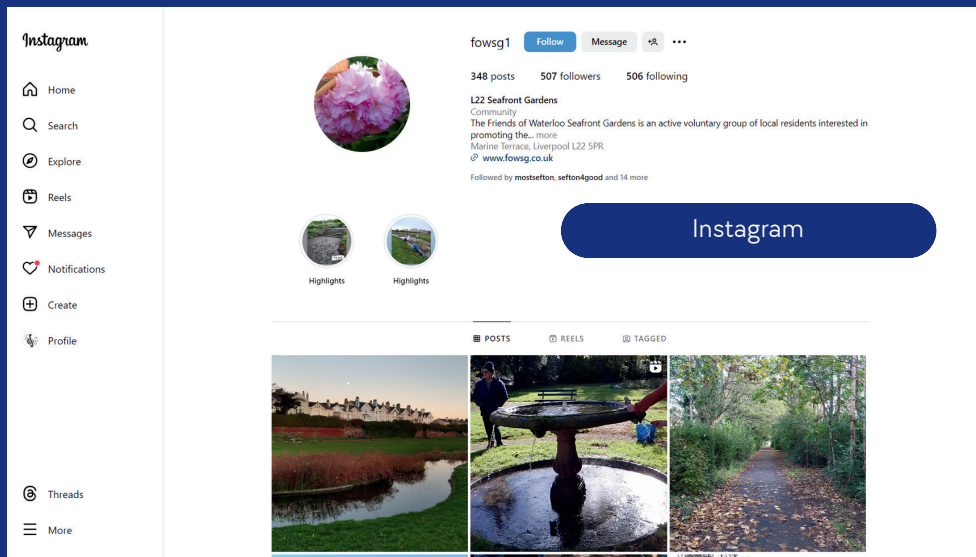 Instagram
Home
Search
Explore
Reels
Messages
Notifications
Create
Profile
Threads
More
fowsg1 Follow Message
348 posts 507 followers 506 following
L22 Seafront Gardens
Community
The Friends of Waterloo Seafront Gardens is an active voluntary group of local residents interested in
promoting the... more
Marine Terrace, Liverpool L22 5PR
www.fowsg.co.uk
Followed by mostsefton, sefton4good and 14 more
Instagram
Highlights Highlights
POSTS REELS TAGGED